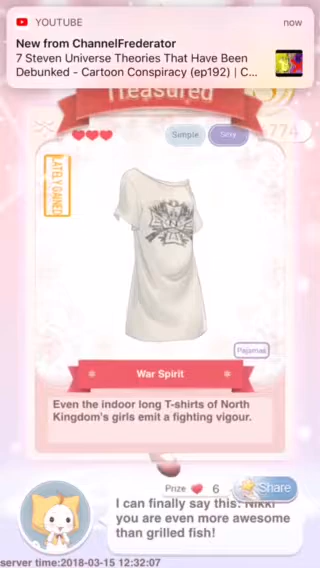 YOUTUBE
now
New from ChannelFrederator
7 Steven Universe Theories That Have Been
Debunked - Cartoon Conspiracy (ep192) | C...
Treasured
Simple
Sexy
774
LATELY GAINED
Pajamas
War Spirit
Even the indoor long T-shirts of North
Kingdom's girls emit a fighting vigour.
Prize 6
Share
I can finally say this: Nikki
you are even more awesome
than grilled fish!
server time:2018-03-15 12:32:07